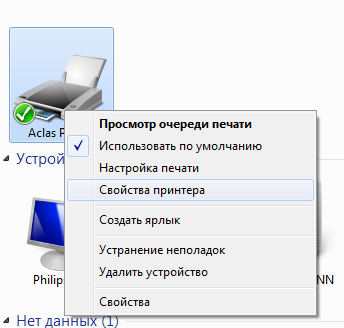 Aclas P
Просмотр очереди печати
Использовать по умолчанию
Устрой
Настройка печати
Свойства принтера
Создать ярлык
Устранение неполадок
Philips
NN
Удалить устройство
Свойства
Нет данных (1)